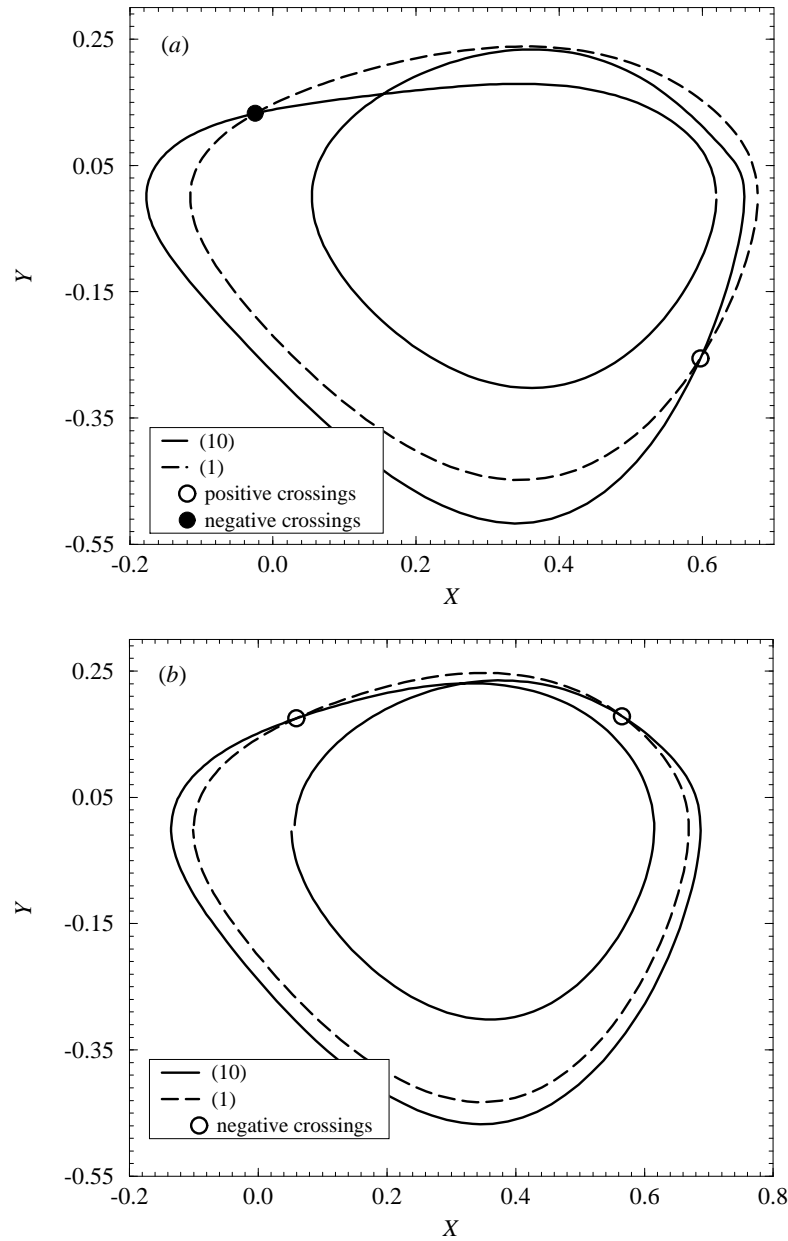 (a)
0.25
0.05
-0.15
-0.35
-0.55
Y
(10)
(1)
positive crossings
negative crossings
-0.2 0.0 0.2 0.4 0.6
X
(b)
0.25
0.05
-0.15
-0.35
-0.55
Y
(10)
(1)
negative crossings
-0.2 0.0 0.2 0.4 0.6 0.8
X